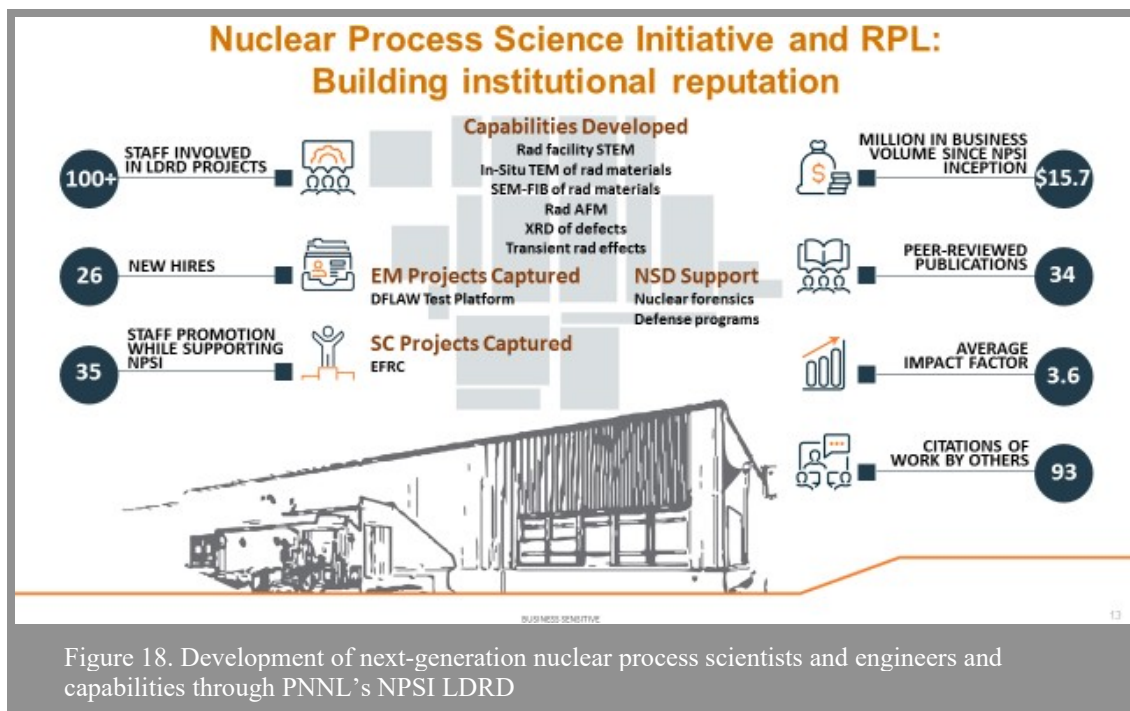 Nuclear Process Science Initiative and RPL:
Building institutional reputation
100+
STAFF INVOLVED
IN LDRD PROJECTS
26
NEW HIRES
35
STAFF PROMOTION
WHILE SUPPORTING
NPSI
Capabilities Developed
Rad facility STEM
In-Situ TEM of rad materials
SEM-FIB of rad materials
Rad AFM
XRD of defects
Transient rad effects
EM Projects Captured
DFLAW Test Platform
SC Projects Captured
EFRC
NSD Support
Nuclear forensics
Defense programs
MILLION IN BUSINESS
VOLUME SINCE NPSI
INCEPTION
$15.7
PEER-REVIEWED
PUBLICATIONS
34
AVERAGE
IMPACT FACTOR
3.6
CITATIONS OF
WORK BY OTHERS
93
BUSINESS SENSITIVE
13
Figure 18. Development of next-generation nuclear process scientists and engineers and
capabilities through PNNL's NPSI LDRD